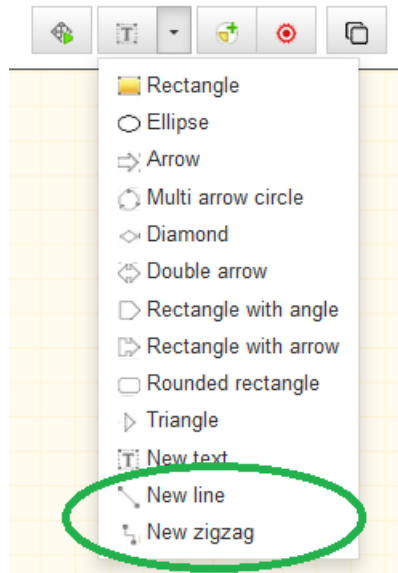 Rectangle
Ellipse
Arrow
Multi arrow circle
Diamond
Double arrow
Rectangle with angle
Rectangle with arrow
Rounded rectangle
Triangle
New text
New line
New zigzag